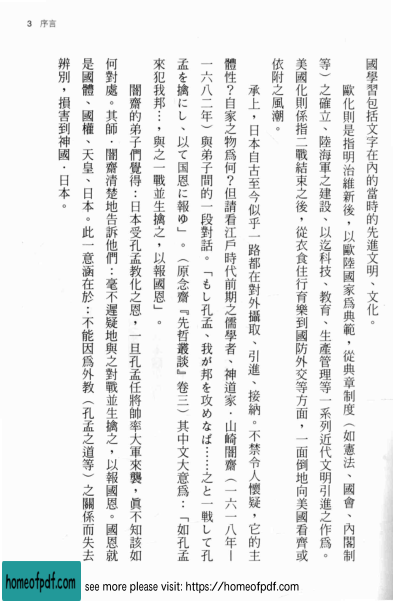 3　序言
國學習包括文字在內的當時的先進文明、文化。
歐化則是指明治維新後，以歐陸國家為典範，從典章制度（如憲法、國會、內閣制
等）之確立、陸海軍之建設、以迄科技、教育、生產管理等一系列近代文明引進之作為。
美國化則係指二戰結束之後，從衣食住行育樂到國防外交等方面，一面倒地向美國看齊或
依附之風潮。
承上，日本自古至今似乎一路都在對外攝取、引進、接納。不禁令人懷疑，它的主
體性？自家之物為何？但請看江戶時代前期之儒學者、神道家．山崎闇齋（一六一八年－
一六八二年）與弟子間的一段對話。「もし孔孟、我が邦を攻めなば……之と一戦して孔
孟を擒にし、以て国恩に報ゆ」。（原念齋『先哲叢談』卷三）其中文大意為：「如孔孟
來犯我邦…，與之一戰並生擒之，以報國恩」。
闇齋的弟子們覺得：日本受孔孟教化之恩，一旦孔孟任將帥率大軍來襲，真不知該如
何對處。其師．闇齋清楚地告訴他們：毫不遲疑地與之對戰並生擒之，以報國恩。國恩就
是國體、國權、天皇、日本。此一意涵在於：不能因為外教（孔孟之道等）之關係而失去
辨別，損害到神國．日本。
homeofpdf.com
see more please visit: https://homeofpdf.com